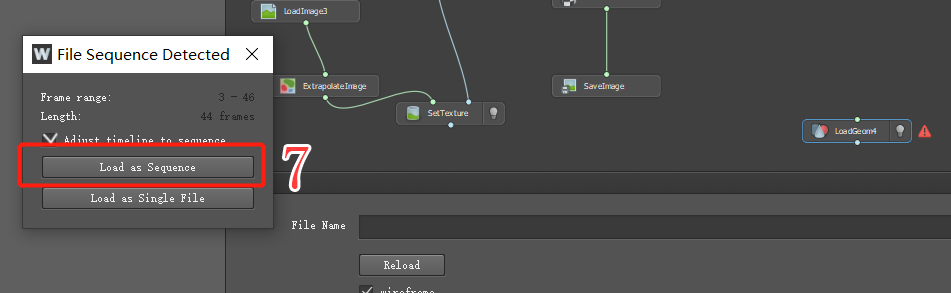 LoadImage3
File Sequence Detected
Frame range: 3 - 46
Length: 44 frames
Adjust timeline to sequence
Load as Sequence
Load as Single File
7
ExtrapolateImage
SetTexture
SaveImage
LoadGeom4
File Name
Reload
wireframe